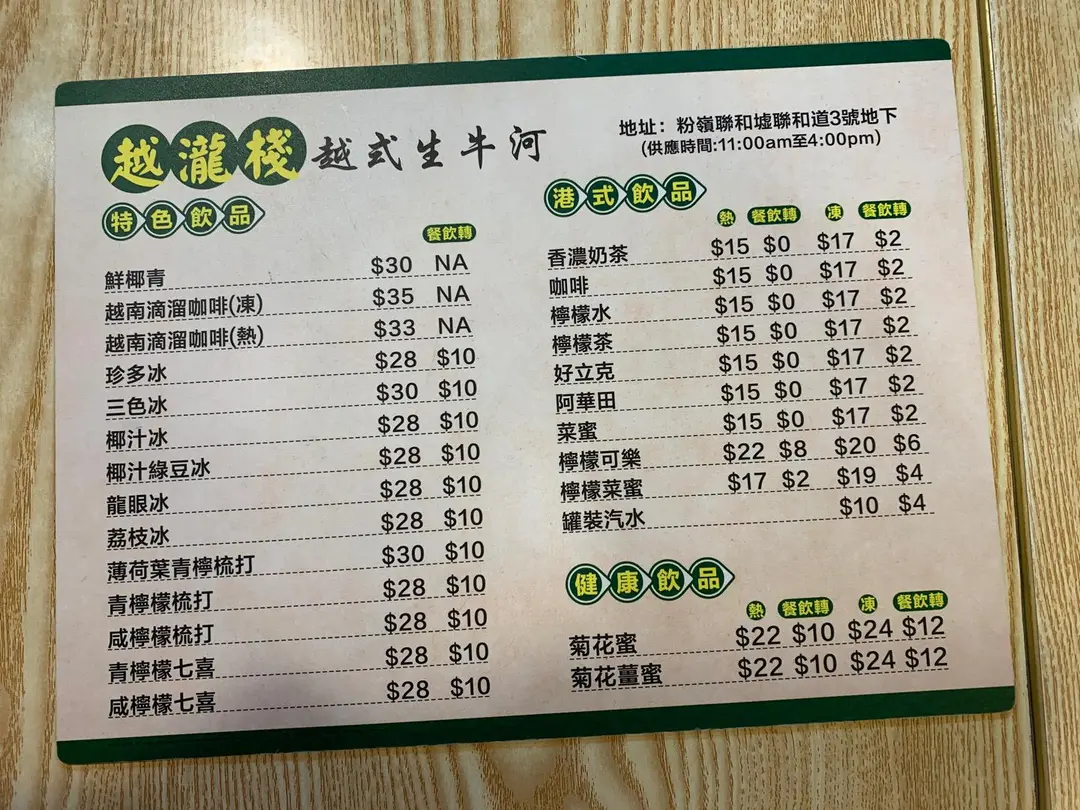 越瀧棧 越式生牛河
地址：粉嶺聯和墟聯和道3號地下
(供應時間:11:00am至4:00pm)
特色飲品
餐飲轉
鮮椰青 $30 NA
越南滴溜咖啡(凍) $35 NA
越南滴溜咖啡(熱) $33 NA
珍多冰 $28 $10
三色冰 $30 $10
椰汁冰 $28 $10
椰汁綠豆冰 $28 $10
龍眼冰 $28 $10
荔枝冰 $28 $10
薄荷葉青檸梳打 $30 $10
青檸檬梳打 $28 $10
咸檸檬梳打 $28 $10
青檸檬七喜 $28 $10
咸檸檬七喜 $28 $10
港式飲品
熱 餐飲轉 凍 餐飲轉
香濃奶茶 $15 $0 $17 $2
咖啡 $15 $0 $17 $2
檸檬水 $15 $0 $17 $2
檸檬茶 $15 $0 $17 $2
好立克 $15 $0 $17 $2
阿華田 $15 $0 $17 $2
菜蜜 $15 $0 $17 $2
檸檬可樂 $22 $8 $20 $6
檸檬菜蜜 $17 $2 $19 $4
罐裝汽水 $10 $4
健康飲品
熱 餐飲轉 凍 餐飲轉
菊花蜜 $22 $10 $24 $12
菊花薑蜜 $22 $10 $24 $12